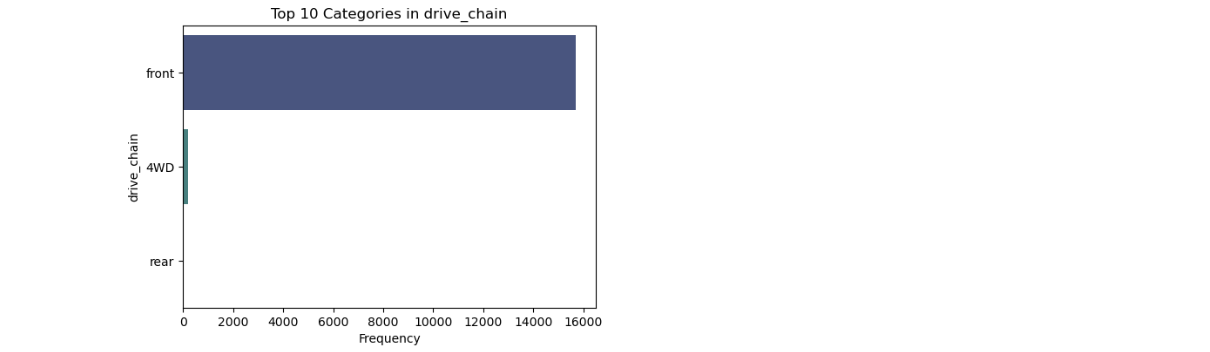 Top 10 Categories in drive_chain
front
4WD
rear
drive_chain
0 2000 4000 6000 8000 10000 12000 14000 16000
Frequency